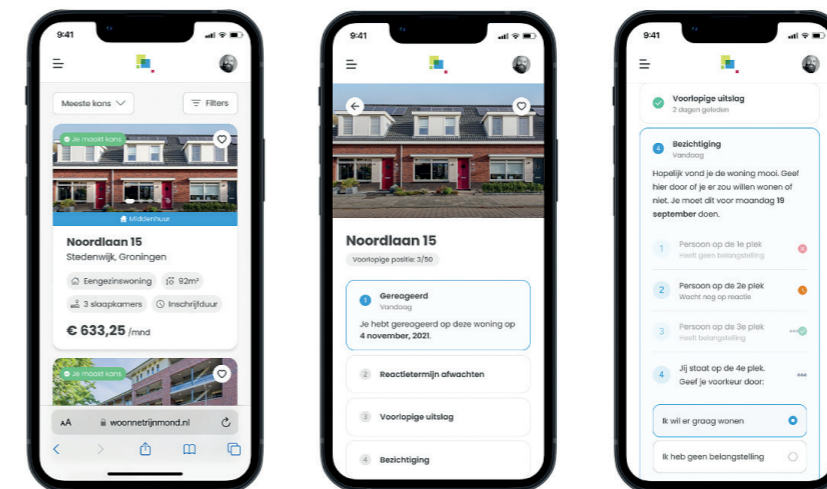 9:41
Meeste kans
Filters
Je maakt kans
Middenhuur
Noordlaan 15
Stedenwijk, Groningen
Eengezinswoning
92m²
3 slaapkamers
Inschrijfduur
€ 633,25 /mnd
Je maakt kans
AA
woonnetrijnmond.nl
9:41
Noordlaan 15
Voorlopige positie: 3/50
1
Gereageerd
Vandaag
Je hebt gereageerd op deze woning op
4 november, 2021.
2
Reactietermijn afwachten
3
Voorlopige uitslag
4
Bezichtiging
9:41
Voorlopige uitslag
2 dagen geleden
4
Bezichtiging
Vandaag
Hopelijk vond je de woning mooi. Geef
hier door of je er zou willen wonen of
niet. Je moet dit voor maandag 19
september doen.
1
Persoon op de 1e plek
Heeft geen belangstelling
2
Persoon op de 2e plek
Wacht nog op reactie
3
Persoon op de 3e plek
Heeft belangstelling
4
Jij staat op de 4e plek.
Geef je voorkeur door:
Ik wil er graag wonen
Ik heb geen belangstelling